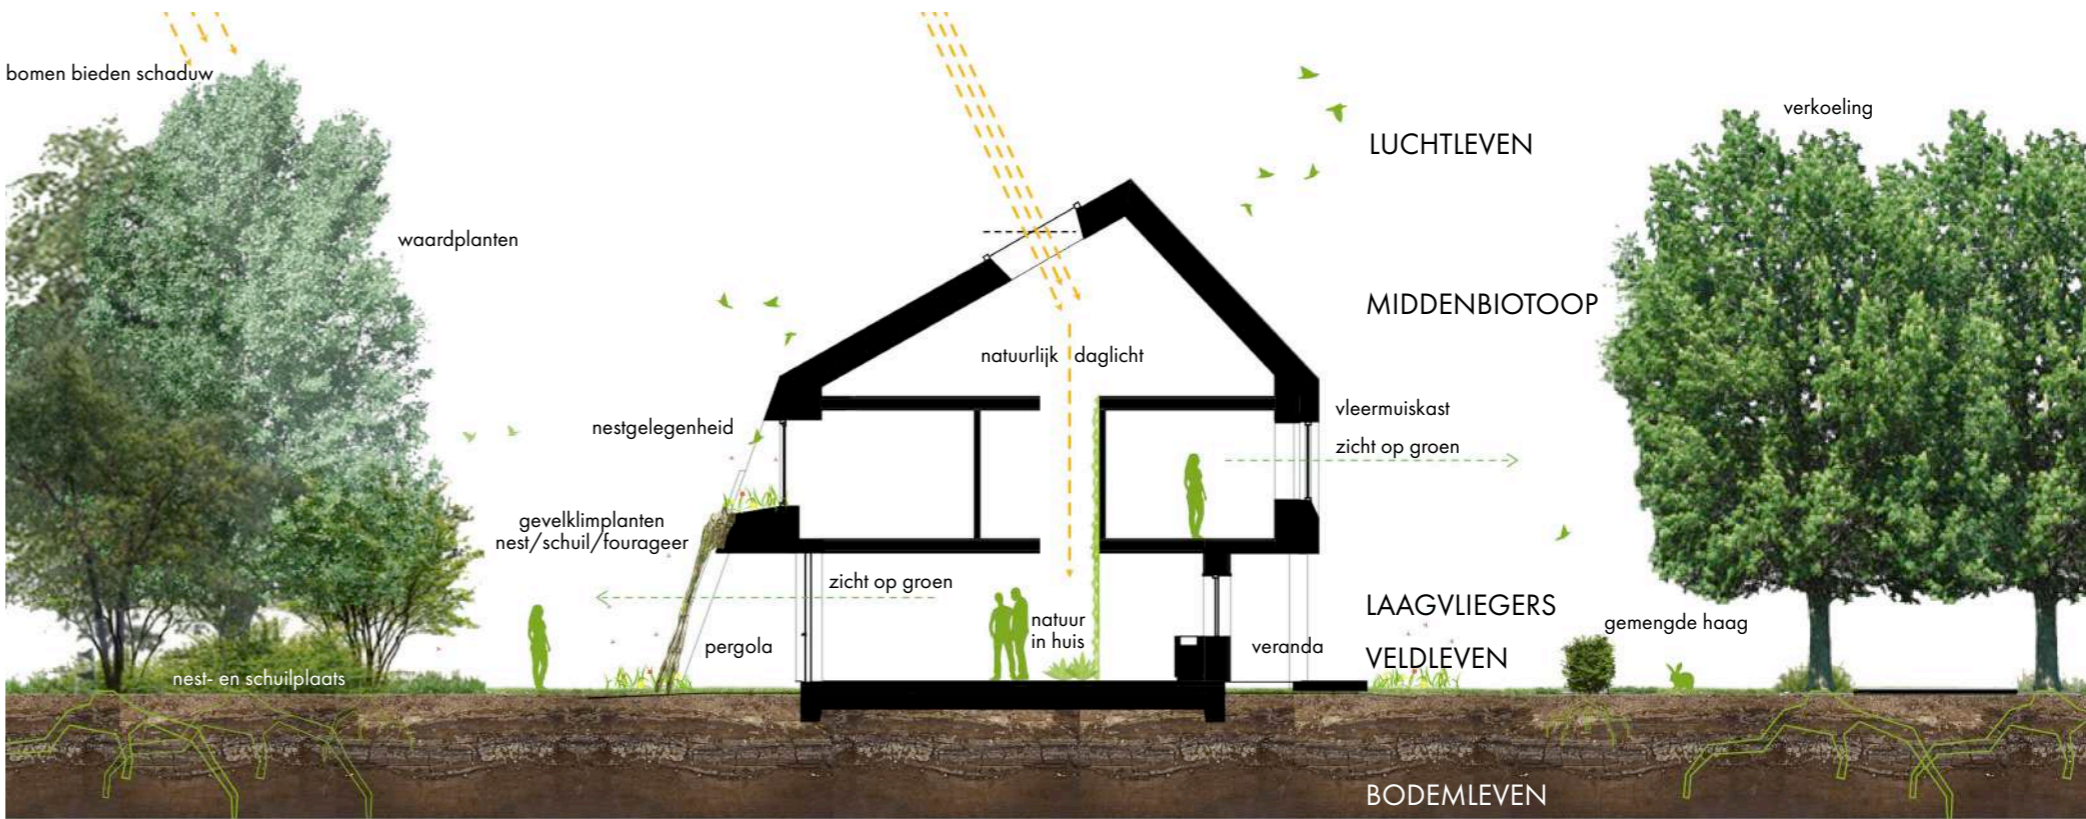 bomen bieden schaduw
verkoeling
LUCHTLEVEN
waardplanten
MIDDENBIOTOOP
natuurlijk daglicht
vleermuiskast
nestgelegenheid
zicht op groen
gevelklimplanten
nest/schuil/fourageer
zicht op groen
LAAGVLIEGERS
natuur
in huis
gemengde haag
pergola
veranda
VELDLEVEN
nest- en schuilplaats
BODEMLEVEN